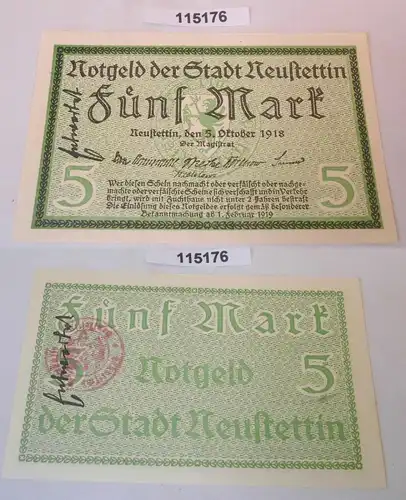 115176
Notgeld der Stadt Neustettin
Fünf Mark
Neustettin, den 5. Oktober 1918
Der Magistrat
5 5
Wer diesen Schein nachmacht oder verfälscht oder nachge-
machte oder verfälschte Scheine sich verschafft und in Verkehr
bringt, wird mit Zuchthaus nicht unter 2 Jahren bestraft
Die Einlösung dieses Notgeldes erfolgt gemäß besonderer
Bekanntmachung ab 1. Februar 1919
115176
Fünf Mark
Notgeld 5
der Stadt Neustettin